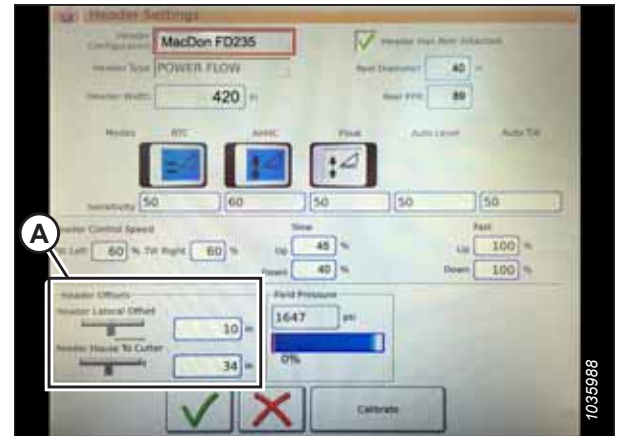 Header Settings
Header Configuration MacDon FD235 Header Has Reel Attached
Header Type POWER FLOW Reel Diameter 40 in
Header Width 420 in Reel PPR 89
Modes RTC AHHC Float Auto Level Auto Tilt
Sensitivity 50 60 50 50 50
Header Control Speed Slow Fast
Tilt Left 60 % Tilt Right 60 % Up 45 % Up 100 %
Down 40 % Down 100 %
A
Header Offsets Field Pressure
Header Lateral Offset 1647 psi
10 in
Feeder House To Cutter 0%
34 in
Calibrate
1035988